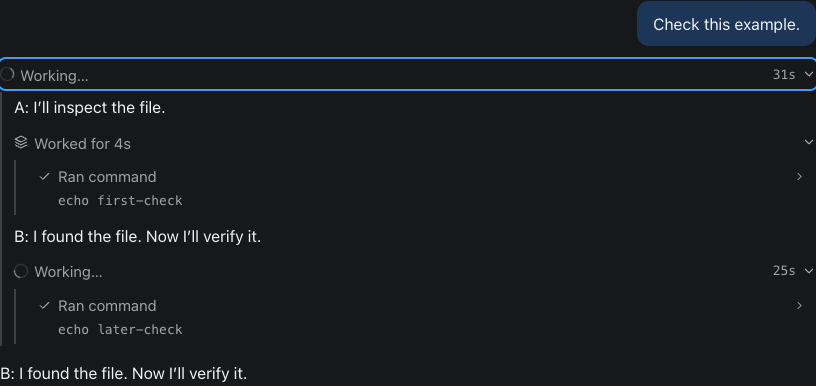 Check this example.
Working...
31s
A: I’ll inspect the file.
Worked for 4s
Ran command
echo first-check
B: I found the file. Now I’ll verify it.
Working...
25s
Ran command
echo later-check
B: I found the file. Now I’ll verify it.